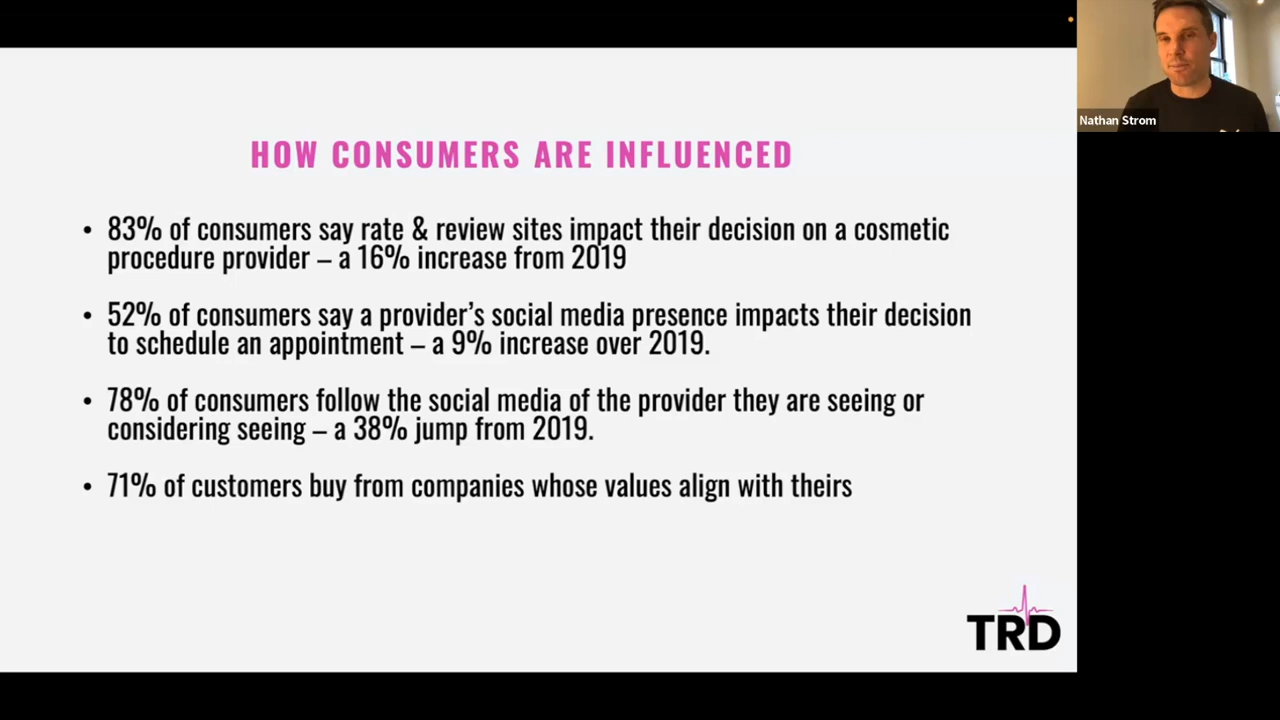 Nathan Strom
HOW CONSUMERS ARE INFLUENCED
• 83% of consumers say rate & review sites impact their decision on a cosmetic
procedure provider – a 16% increase from 2019
• 52% of consumers say a provider’s social media presence impacts their decision
to schedule an appointment – a 9% increase over 2019.
• 78% of consumers follow the social media of the provider they are seeing or
considering seeing – a 38% jump from 2019.
• 71% of customers buy from companies whose values align with theirs
TRD